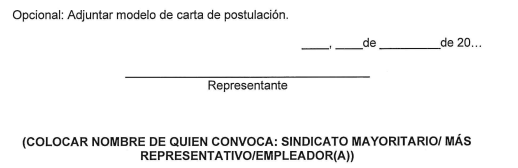 Opcional: Adjuntar modelo de carta de postulación.
____, ____de _________de 20...
Representante
(COLOCAR NOMBRE DE QUIEN CONVOCA: SINDICATO MAYORITARIO/ MÁS
REPRESENTATIVO/EMPLEADOR(A))